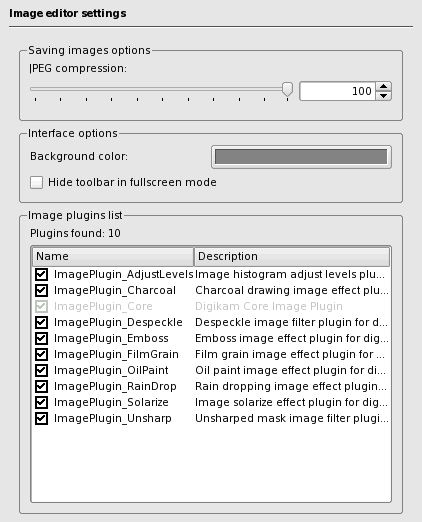 Image editor settings
Saving images options
JPEG compression:
100
Interface options
Background color:
Hide toolbar in fullscreen mode
Image plugins list
Plugins found: 10
Name Description
ImagePlugin_AdjustLevels Image histogram adjust levels plu...
ImagePlugin_Charcoal Charcoal drawing image effect plu...
ImagePlugin_Core Digikam Core Image Plugin
ImagePlugin_Despeckle Despeckle image filter plugin for d...
ImagePlugin_Emboss Emboss image effect plugin for di...
ImagePlugin_FilmGrain Film grain image effect plugin for ...
ImagePlugin_OilPaint Oil paint image effect plugin for di...
ImagePlugin_RainDrop Rain dropping image effect plugin...
ImagePlugin_Solarize Image solarize effect plugin for dig...
ImagePlugin_Unsharp Unsharped mask image filter plugi...